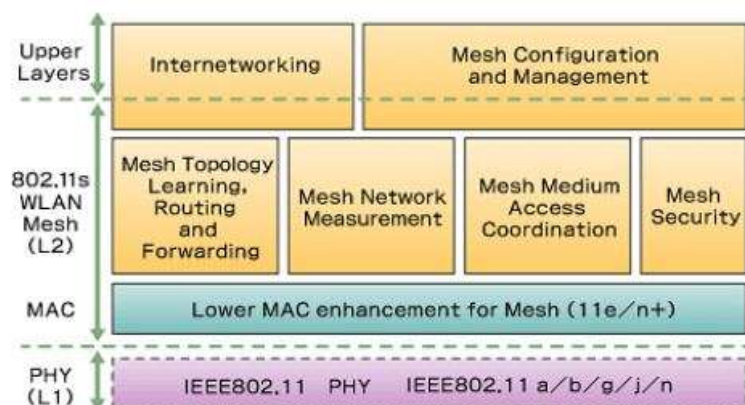 Upper
Layers
Internetworking
Mesh Configuration
and Management
802.11s
WLAN
Mesh
(L2)
Mesh Topology
Learning,
Routing
and
Forwarding
Mesh Network
Measurement
Mesh Medium
Access
Coordination
Mesh
Security
MAC
Lower MAC enhancement for Mesh (11e/n+)
PHY
(L1)
IEEE802.11 PHY IEEE802.11 a/b/g/j/n